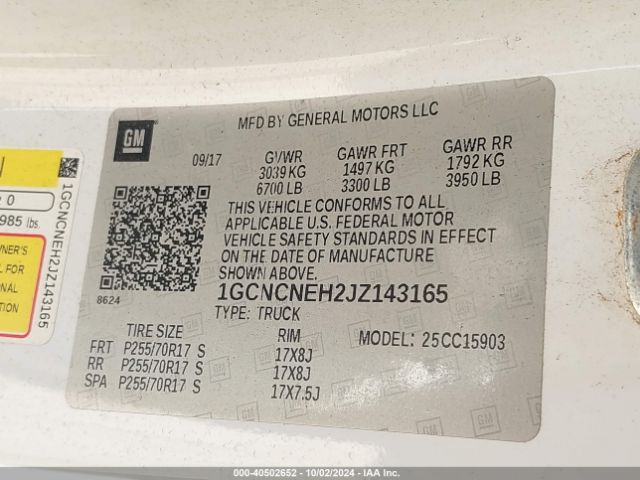 GM
MFD BY GENERAL MOTORS LLC
09/17 GVWR GAWR FRT GAWR RR
3039 KG 1497 KG 1792 KG
6700 LB 3300 LB 3950 LB
THIS VEHICLE CONFORMS TO ALL
APPLICABLE U.S. FEDERAL MOTOR
VEHICLE SAFETY STANDARDS IN EFFECT
ON THE DATE OF MANUFACTURE
SHOWN ABOVE.
8624
1GCNCNEH2JZ143165
TYPE: TRUCK
TIRE SIZE RIM MODEL: 25CC15903
FRT P255/70R17 S 17X8J
RR P255/70R17 S 17X8J
SPA P255/70R17 S 17X7.5J
0
985 lbs.
WNER'S
L FOR
ONAL
1GCNCNEH2JZ143165
000-40502652 - 10/02/2024 - IAA Inc.